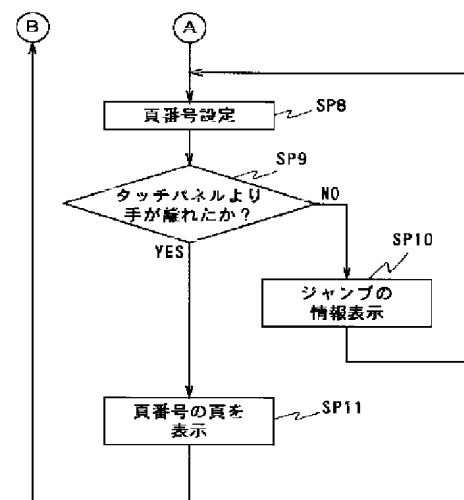 B
A
頁番号設定
SP8
SP9
タッチパネルより
手が離れたか？
NO
YES
SP10
ジャンプの
情報表示
頁番号の頁を
表示
SP11